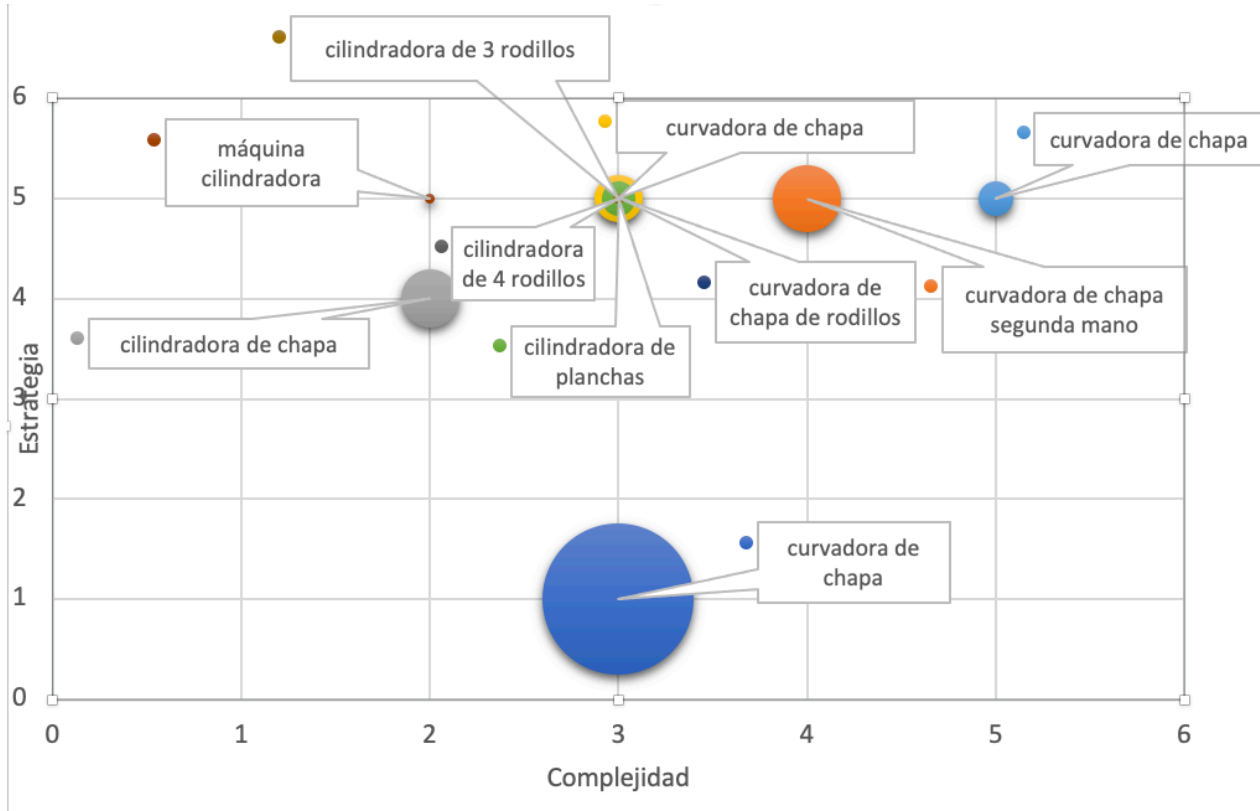 cilindradora de 3 rodillos
curvadora de chapa
curvadora de chapa
máquina
cilindradora
cilindradora
de 4 rodillos
curvadora de
chapa de rodillos
curvadora de chapa
segunda mano
cilindradora de chapa
cilindradora de
planchas
curvadora de
chapa
6
5
4
3
2
1
0
Estrategia
0 1 2 3 4 5 6
Complejidad